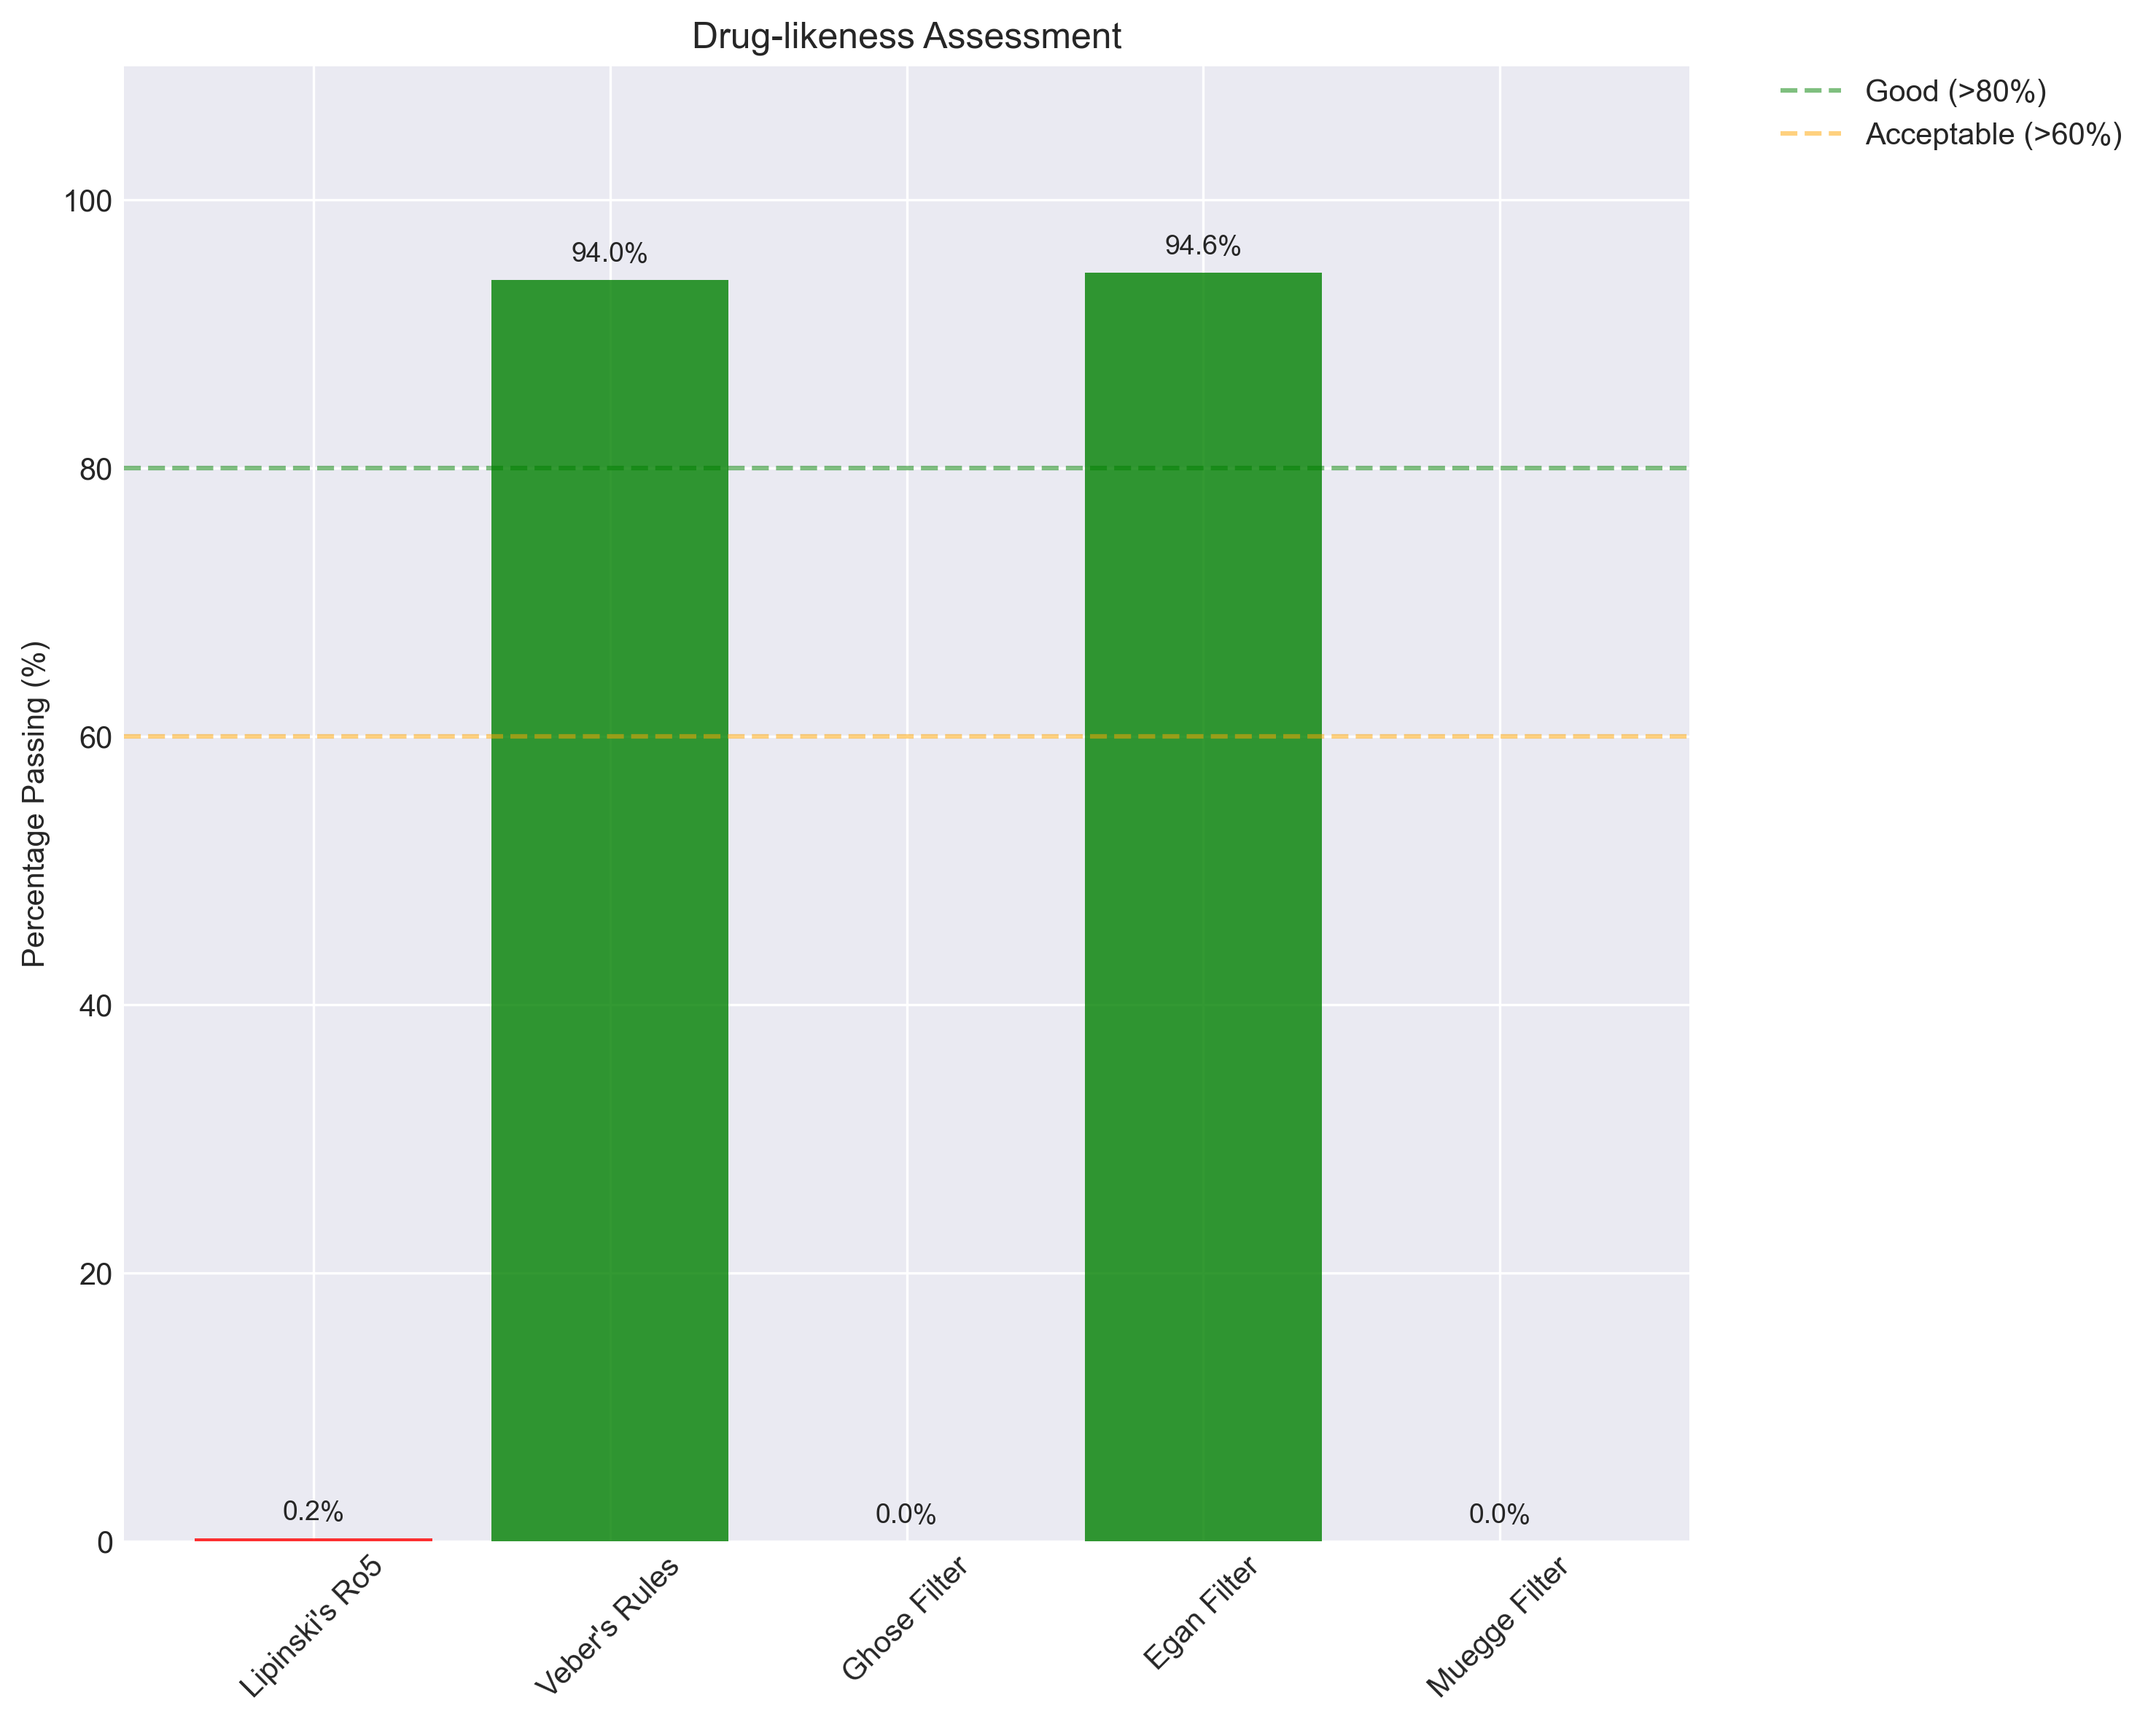 Drug-likeness Assessment
Good (>80%)
Acceptable (>60%)
Percentage Passing (%)
100
80
60
40
20
0
0.2%
94.0%
0.0%
94.6%
0.0%
Lipinski's Ro5
Veber's Rules
Ghose Filter
Egan Filter
Muegge Filter